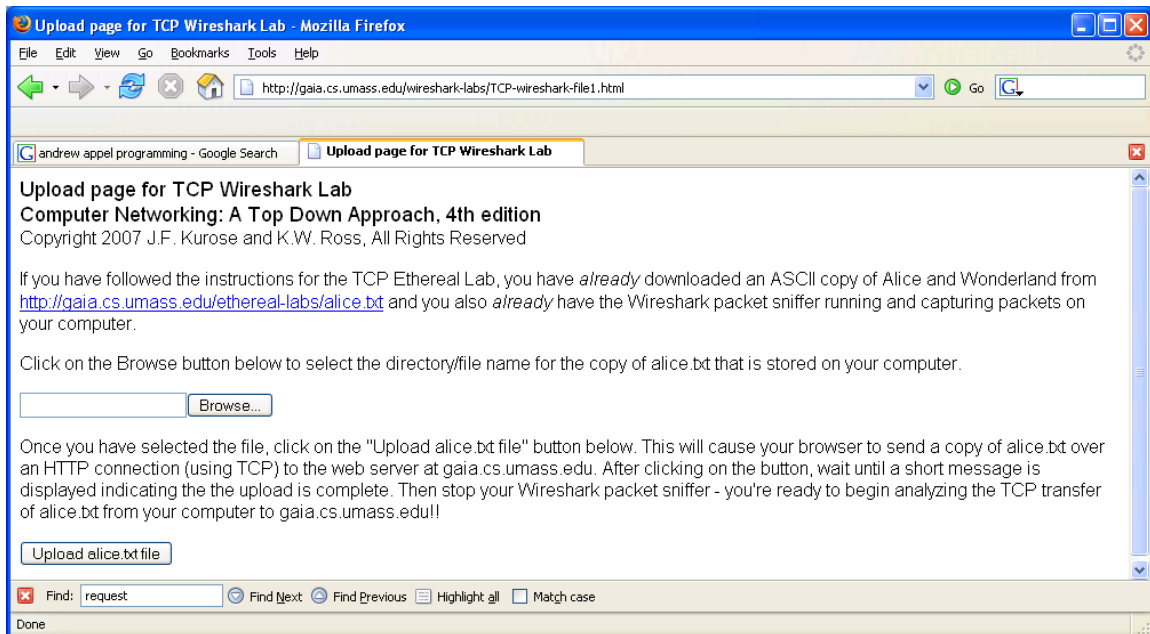 Upload page for TCP Wireshark Lab - Mozilla Firefox
File Edit View Go Bookmarks Tools Help
http://gaia.cs.umass.edu/wireshark-labs/TCP-wireshark-file1.html Go G
G andrew appel programming - Google Search Upload page for TCP Wireshark Lab
Upload page for TCP Wireshark Lab
Computer Networking: A Top Down Approach, 4th edition
Copyright 2007 J.F. Kurose and K.W. Ross, All Rights Reserved
If you have followed the instructions for the TCP Ethereal Lab, you have already downloaded an ASCII copy of Alice and Wonderland from
http://gaia.cs.umass.edu/ethereal-labs/alice.txt and you also already have the Wireshark packet sniffer running and capturing packets on
your computer.
Click on the Browse button below to select the directory/file name for the copy of alice.txt that is stored on your computer.
Browse...
Once you have selected the file, click on the "Upload alice.txt file" button below. This will cause your browser to send a copy of alice.txt over
an HTTP connection (using TCP) to the web server at gaia.cs.umass.edu. After clicking on the button, wait until a short message is
displayed indicating the the upload is complete. Then stop your Wireshark packet sniffer - you're ready to begin analyzing the TCP transfer
of alice.txt from your computer to gaia.cs.umass.edu!!
Upload alice.txt file
Find: request Find Next Find Previous Highlight all Match case
Done